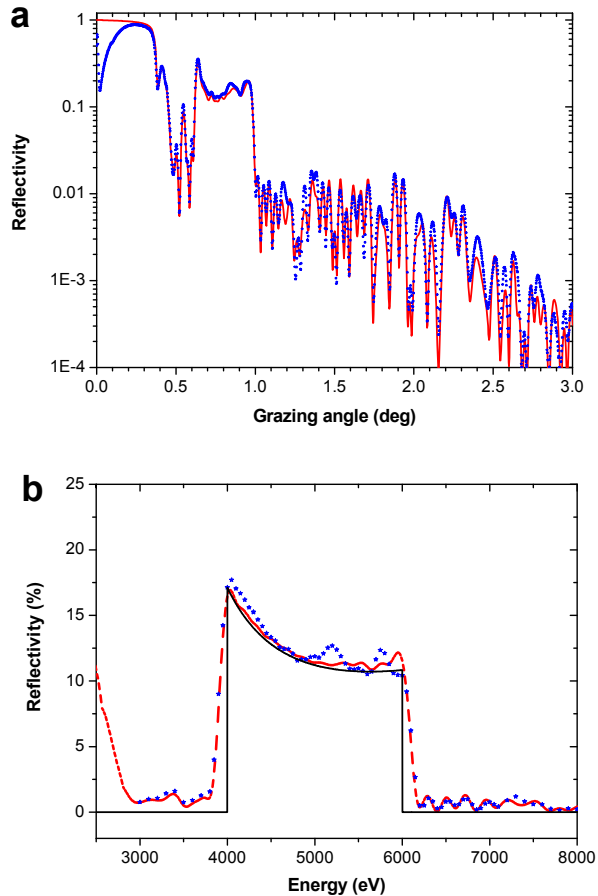 a
1
0.1
0.01
1E-3
1E-4
Reflectivity
0.0 0.5 1.0 1.5 2.0 2.5 3.0
Grazing angle (deg)
b
25
20
15
10
5
0
Reflectivity (%)
3000 4000 5000 6000 7000 8000
Energy (eV)